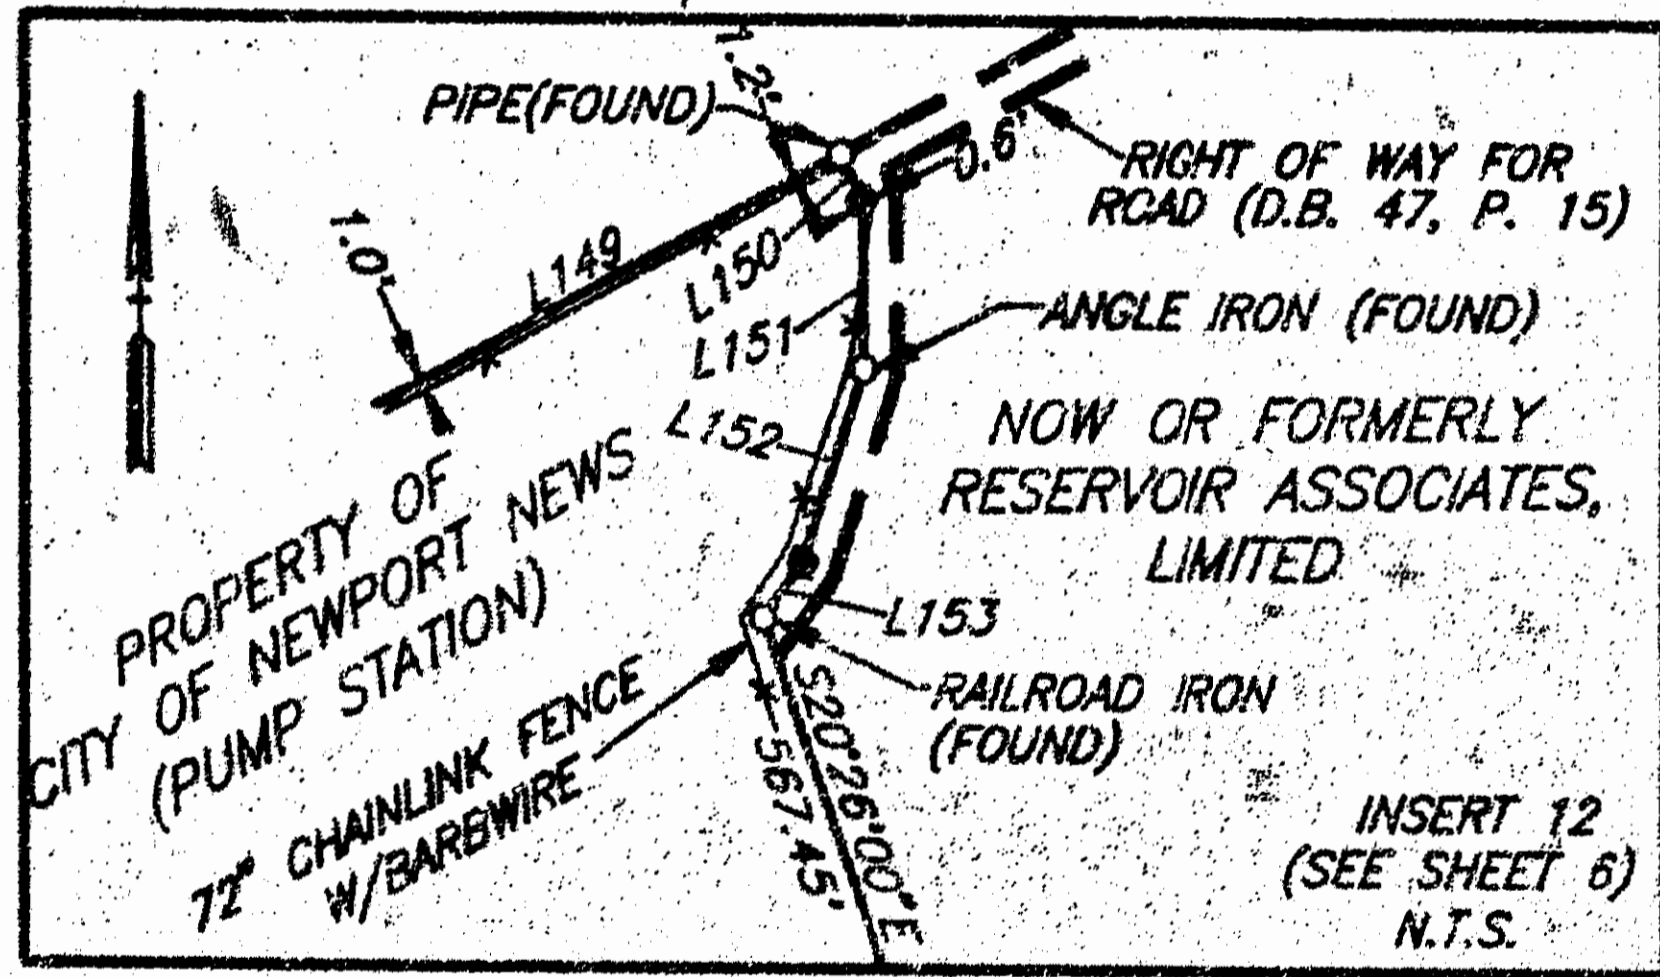 1.2'
PIPE(FOUND)
0.6'
RIGHT OF WAY FOR
ROAD (D.B. 47, P. 15)
1.0'
L149
L150
L151
ANGLE IRON (FOUND)
L152
NOW OR FORMERLY
RESERVOIR ASSOCIATES,
LIMITED
PROPERTY OF
CITY OF NEWPORT NEWS
(PUMP STATION)
L153
72" CHAINLINK FENCE
W/BARBWIRE
RAILROAD IRON
(FOUND)
S20°26'00"E
567.45'
INSERT 12
(SEE SHEET 6)
N.T.S.